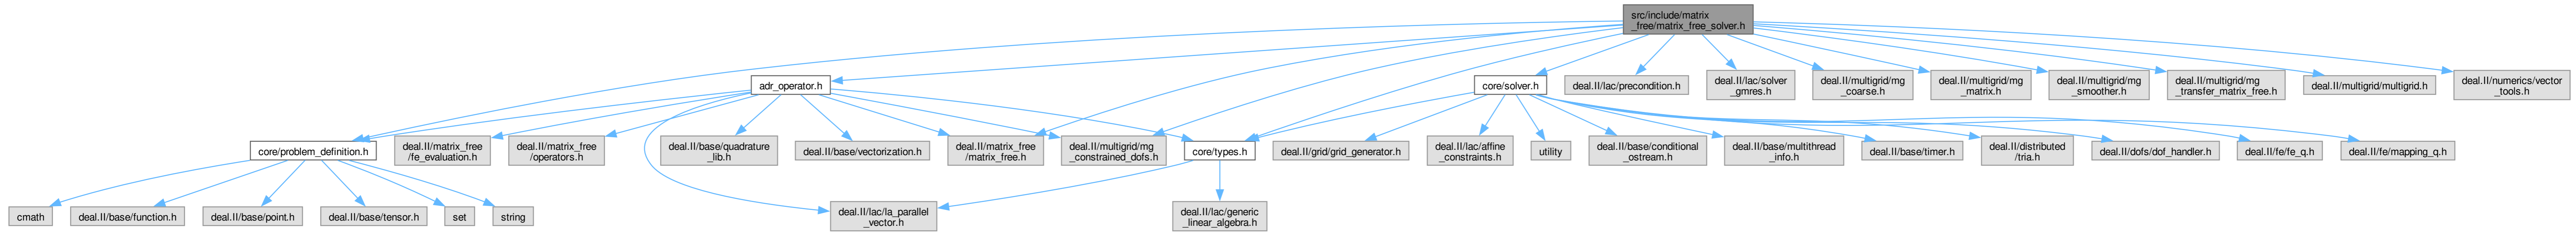 src/include/matrix
_free/matrix_free_solver.h
adr_operator.h
core/solver.h
deal.II/lac/precondition.h
deal.II/lac/solver
_gmres.h
deal.II/multigrid/mg
_coarse.h
deal.II/multigrid/mg
_matrix.h
deal.II/multigrid/mg
_smoother.h
deal.II/multigrid/mg
_transfer_matrix_free.h
deal.II/multigrid/multigrid.h
deal.II/numerics/vector
_tools.h
core/problem_definition.h
deal.II/matrix_free
/fe_evaluation.h
deal.II/matrix_free
/operators.h
deal.II/base/quadrature
_lib.h
deal.II/base/vectorization.h
deal.II/matrix_free
/matrix_free.h
deal.II/multigrid/mg
_constrained_dofs.h
core/types.h
deal.II/grid/grid_generator.h
deal.II/lac/affine
_constraints.h
utility
deal.II/base/conditional
_ostream.h
deal.II/base/multithread
_info.h
deal.II/base/timer.h
deal.II/distributed
/tria.h
deal.II/dofs/dof_handler.h
deal.II/fe/fe_q.h
deal.II/fe/mapping_q.h
cmath
deal.II/base/function.h
deal.II/base/point.h
deal.II/base/tensor.h
set
string
deal.II/lac/la_parallel
_vector.h
deal.II/lac/generic
_linear_algebra.h